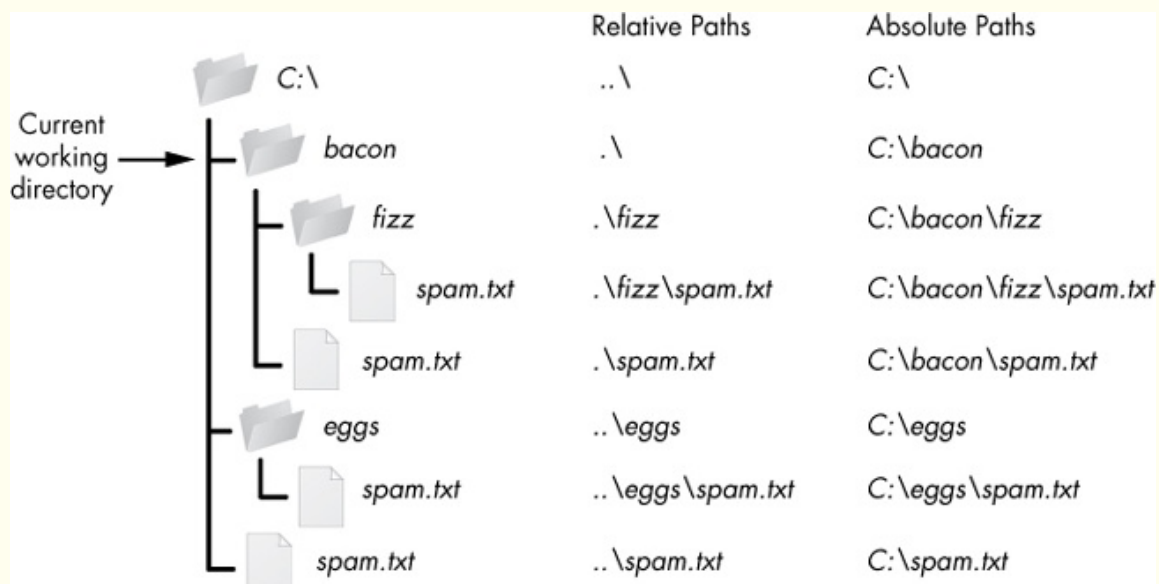 Relative Paths Absolute Paths
C:\ ..\ C:\
Current
working
directory
bacon .\ C:\bacon
fizz .\fizz C:\bacon\fizz
spam.txt .\fizz\spam.txt C:\bacon\fizz\spam.txt
spam.txt .\spam.txt C:\bacon\spam.txt
eggs ..\eggs C:\eggs
spam.txt ..\eggs\spam.txt C:\eggs\spam.txt
spam.txt ..\spam.txt C:\spam.txt